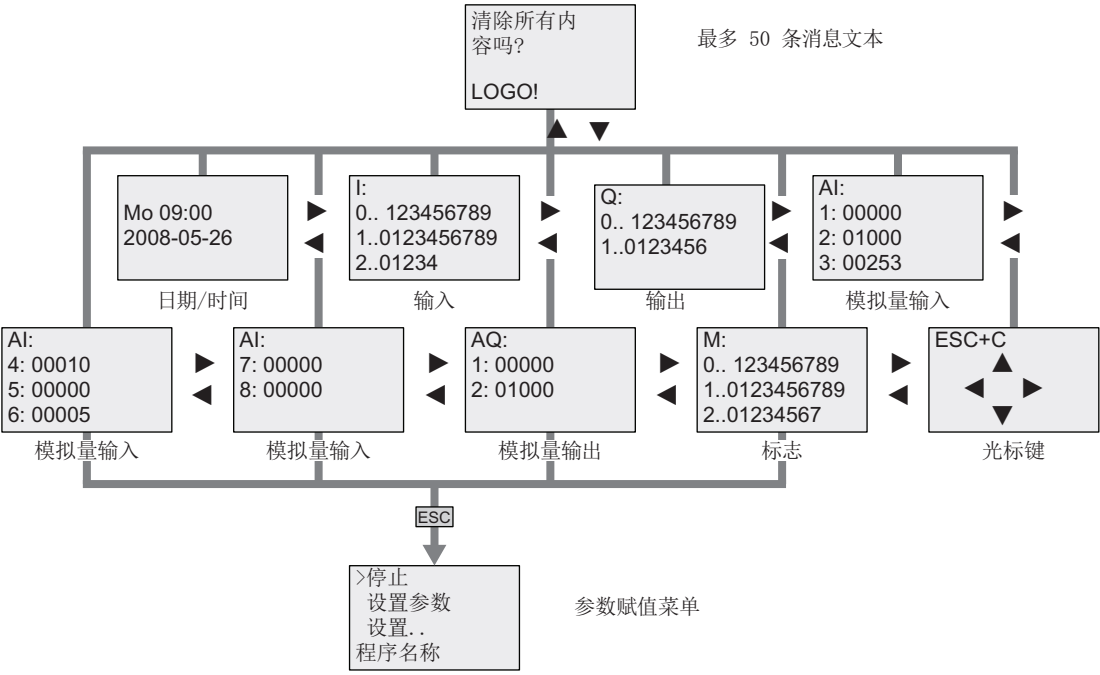 清除所有内
容吗?
LOGO!
最多 50 条消息文本
Mo 09:00
2008-05-26
日期/时间
I:
0.. 123456789
1..0123456789
2..01234
输入
Q:
0.. 123456789
1..0123456
输出
AI:
1: 00000
2: 01000
3: 00253
模拟量输入
AI:
4: 00010
5: 00000
6: 00005
模拟量输入
AI:
7: 00000
8: 00000
模拟量输入
AQ:
1: 00000
2: 01000
模拟量输出
M:
0.. 123456789
1..0123456789
2..01234567
标志
ESC+C
光标键
ESC
>停止
设置参数
设置..
程序名称
参数赋值菜单